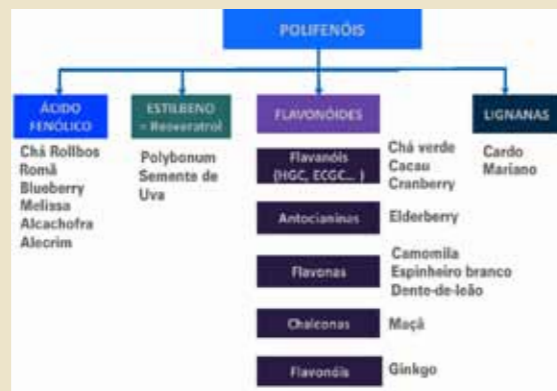 POLIFENÓIS
ÁCIDO
FENÓLICO
Chá Rollbos
Romã
Blueberry
Melissa
Alcachofra
Alecrim
ESTILBENO
= Resveratrol
Polybonum
Semente de
Uva
FLAVONÓIDES
Flavanóis
(HGC, ECGC... )
Chá verde
Cacau
Cranberry
Antocianinas
Elderberry
Flavonas
Camomila
Espinheiro branco
Dente-de-leão
Chalconas
Maçã
Flavonóis
Ginkgo
LIGNANAS
Cardo
Mariano